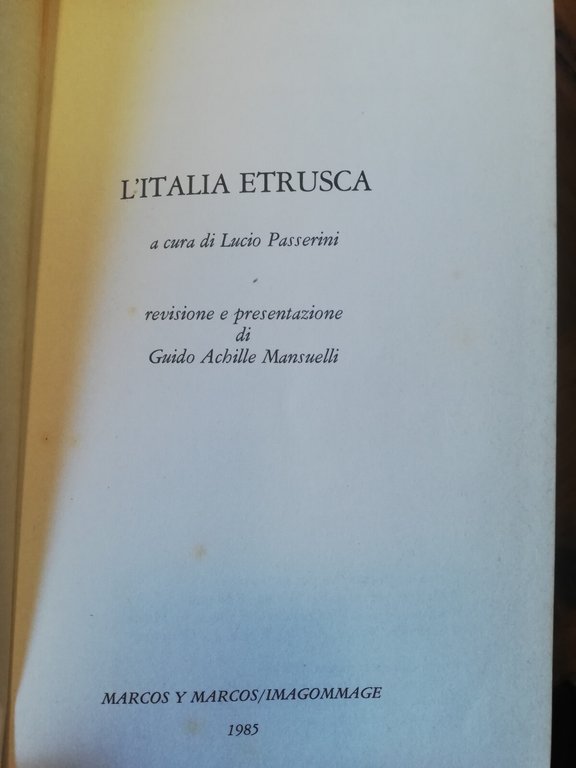 L'ITALIA ETRUSCA
a cura di Lucio Passerini
revisione e presentazione
di
Guido Achille Mansuelli
MARCOS Y MARCOS/IMAGOMMAGE
1985